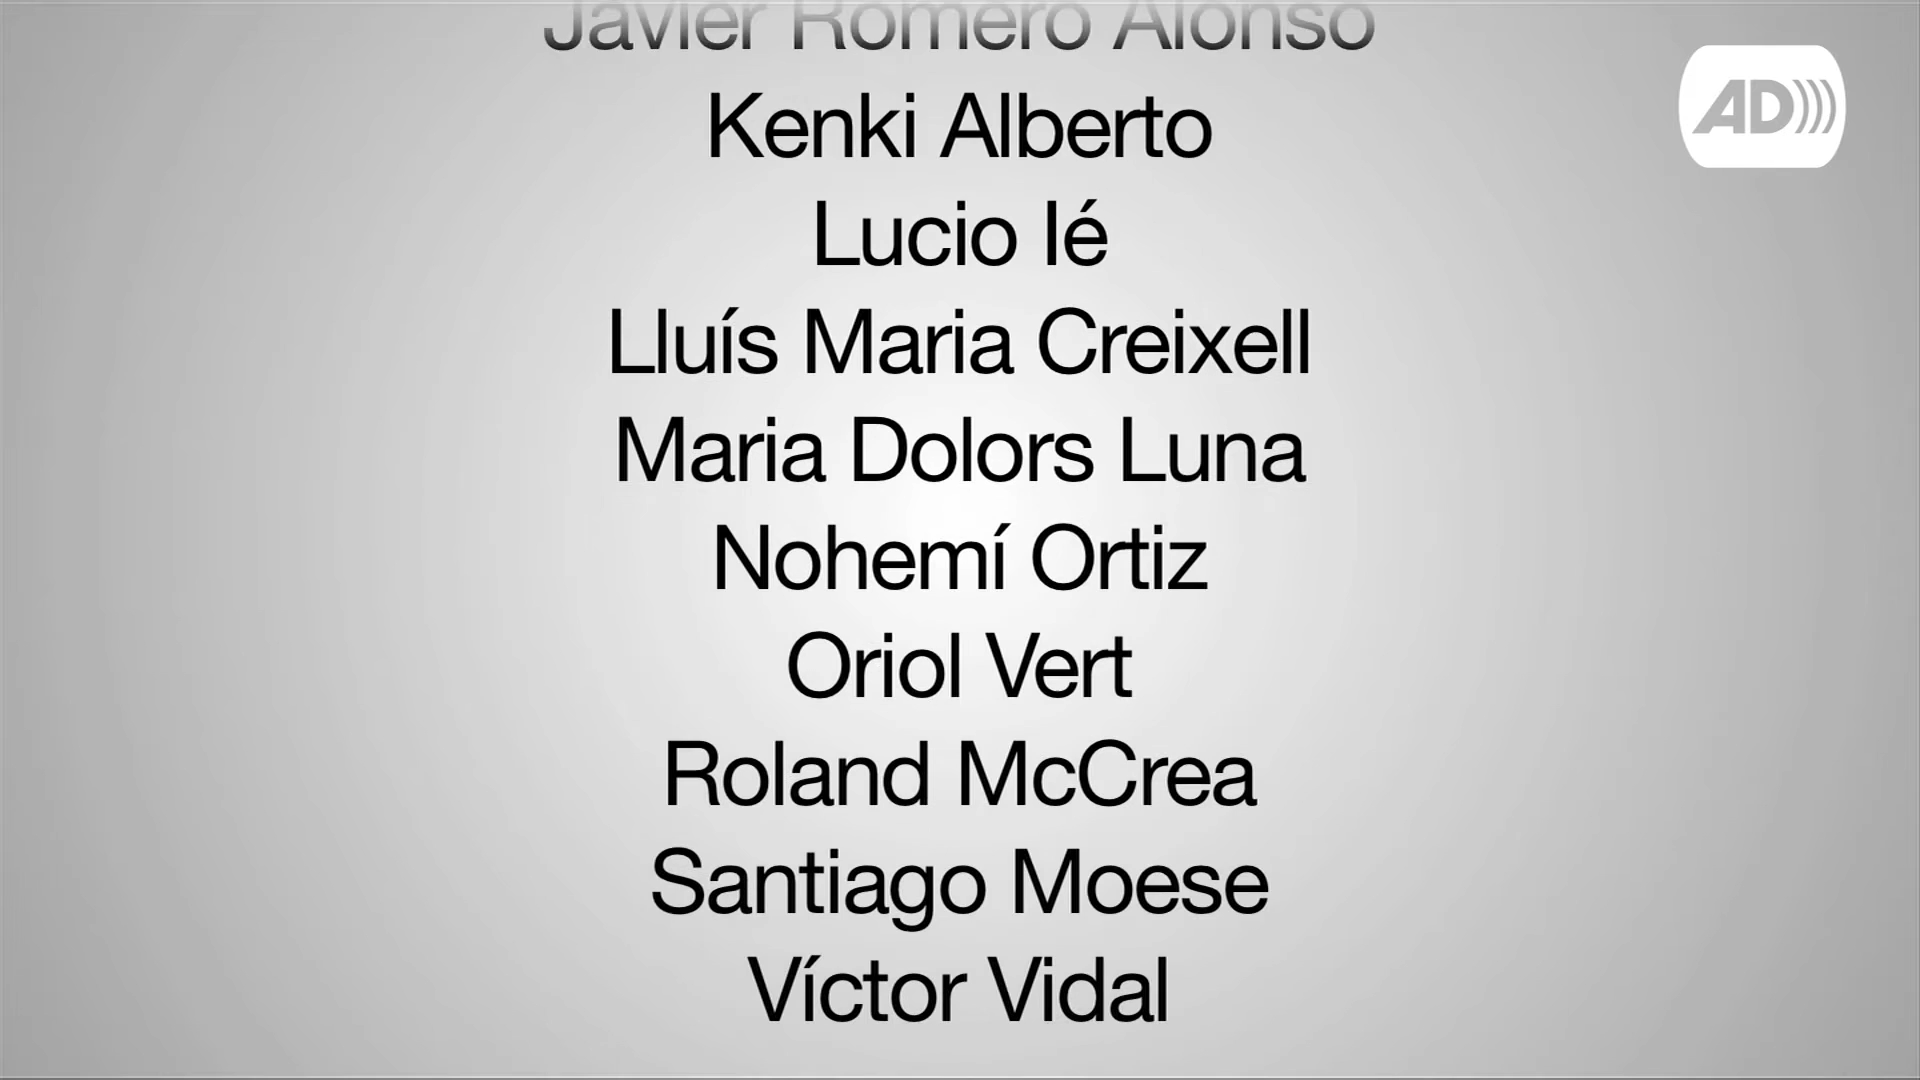 Javier Romero Alonso
Kenki Alberto
Lucio Ié
Lluís Maria Creixell
Maria Dolors Luna
Nohemí Ortiz
Oriol Vert
Roland McCrea
Santiago Moese
Víctor Vidal
AD